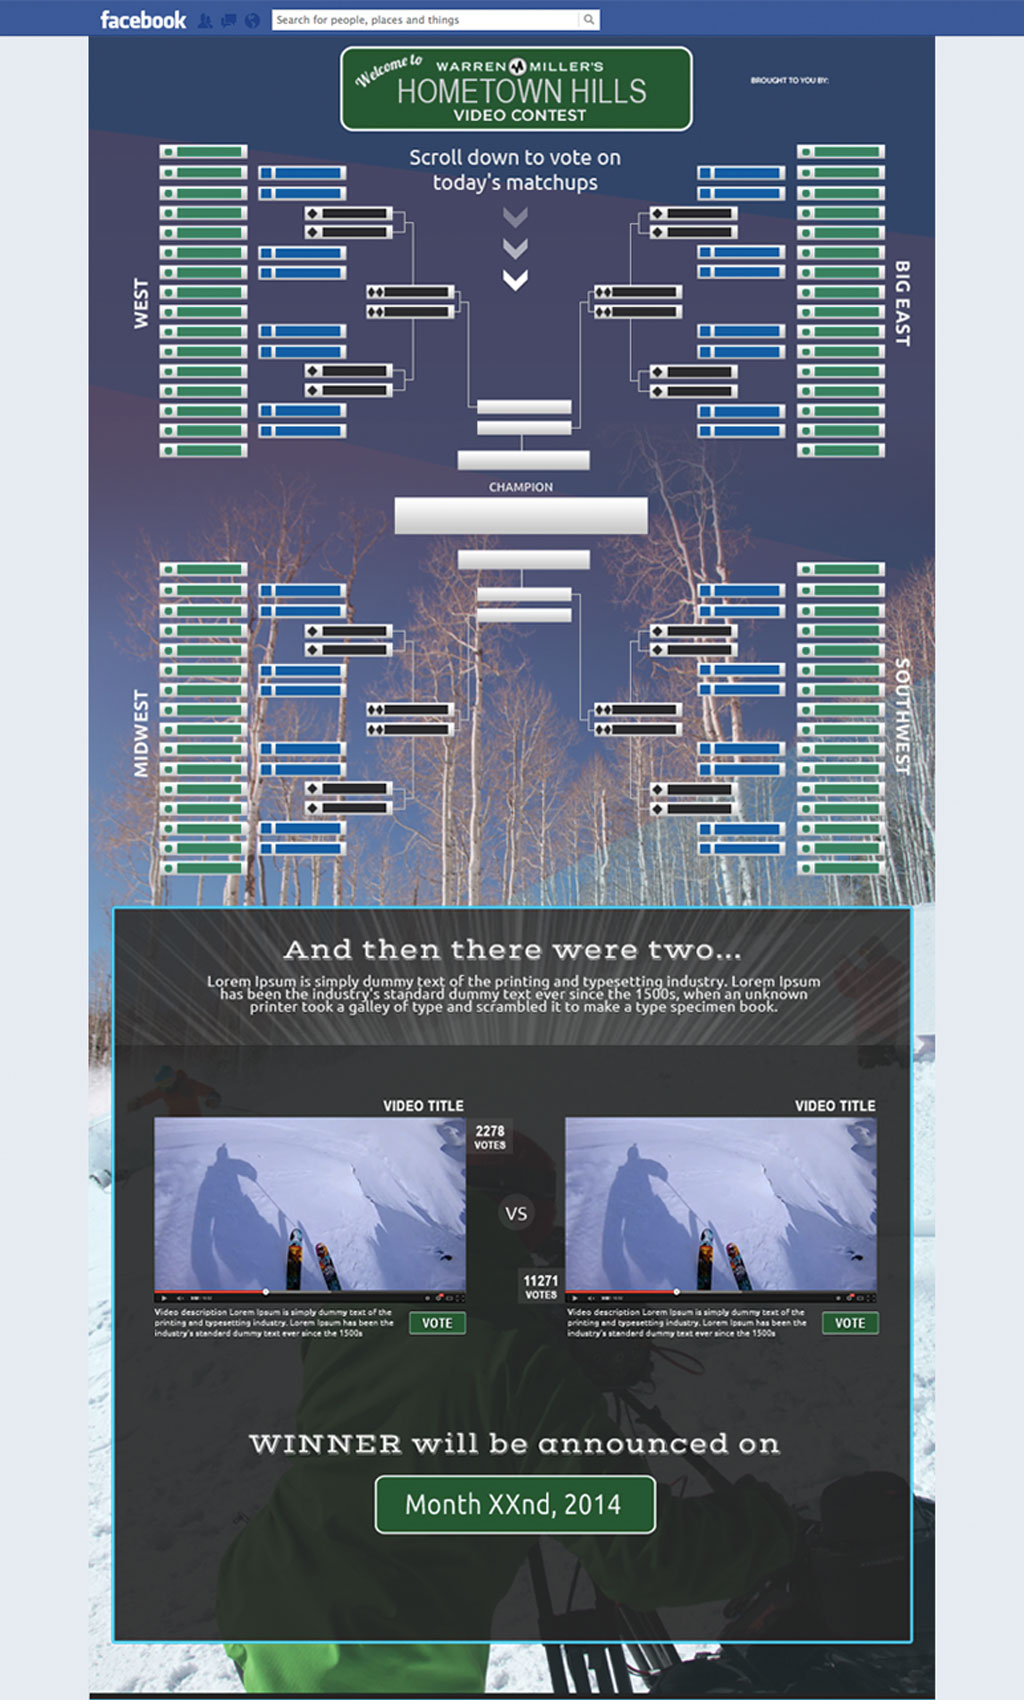 facebook
Search for people, places and things
Welcome to
WARREN MILLER'S
HOMETOWN HILLS
VIDEO CONTEST
BROUGHT TO YOU BY:
Scroll down to vote on
today's matchups
WEST
BIG EAST
CHAMPION
MIDWEST
SOUTHWEST
And then there were two...
Lorem Ipsum is simply dummy text of the printing and typesetting industry. Lorem Ipsum
has been the industry's standard dummy text ever since the 1500s, when an unknown
printer took a galley of type and scrambled it to make a type specimen book.
VIDEO TITLE
2278
VOTES
Video description Lorem Ipsum is simply dummy text of the
printing and typesetting industry. Lorem Ipsum has been the
industry's standard dummy text ever since the 1500s
VOTE
VS
VIDEO TITLE
11271
VOTES
Video description Lorem Ipsum is simply dummy text of the
printing and typesetting industry. Lorem Ipsum has been the
industry's standard dummy text ever since the 1500s
VOTE
WINNER will be announced on
Month XXnd, 2014